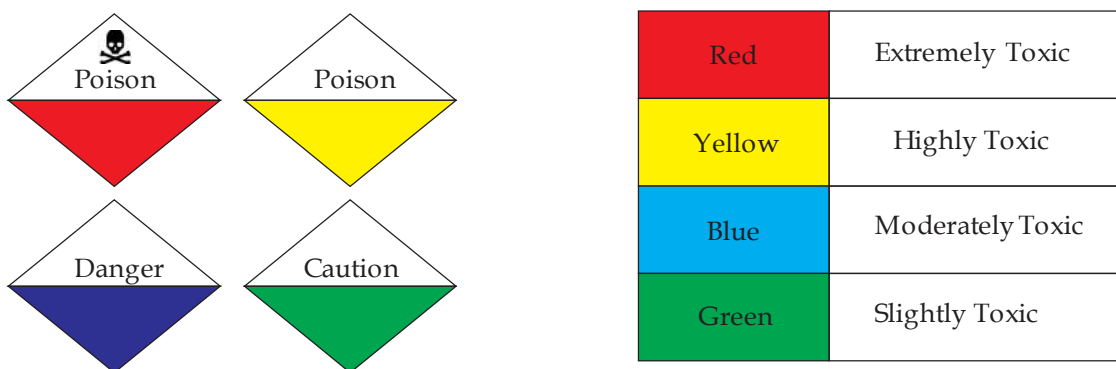 Poison
Poison
Danger
Caution
Red
Extremely Toxic
Yellow
Highly Toxic
Blue
Moderately Toxic
Green
Slightly Toxic